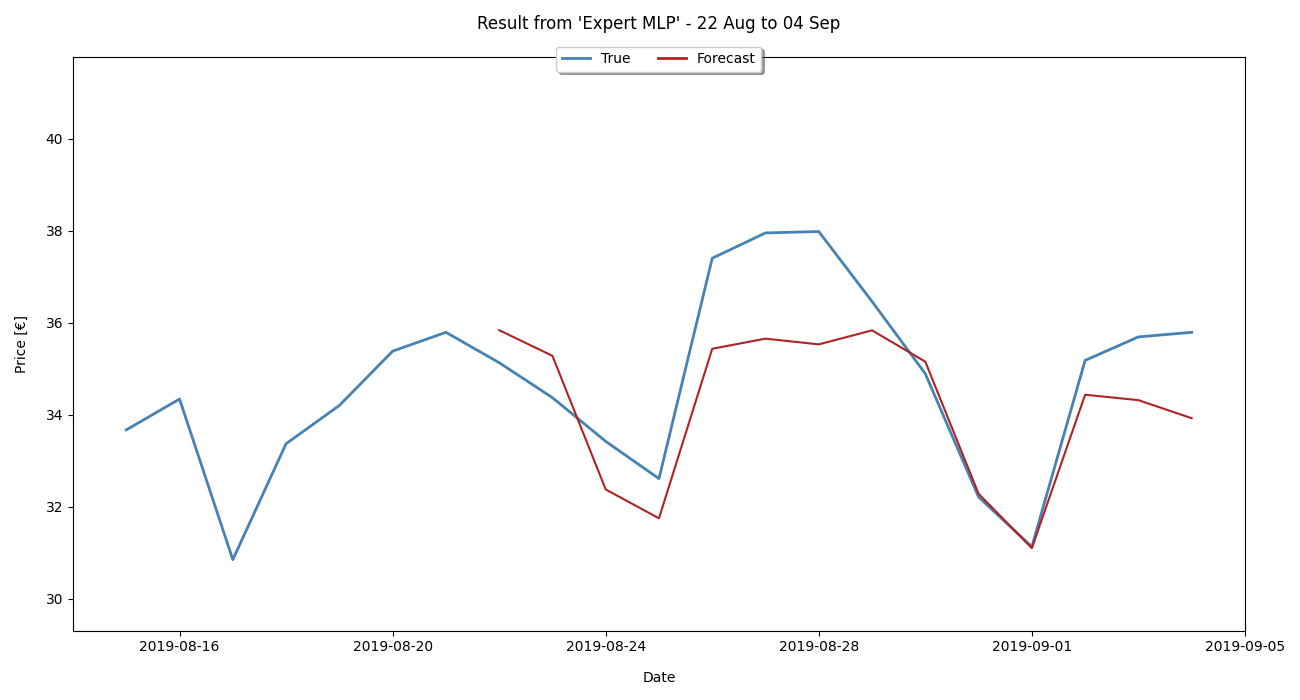 Result from 'Expert MLP' - 22 Aug to 04 Sep
True Forecast
Price [€]
40
38
36
34
32
30
2019-08-16 2019-08-20 2019-08-24 2019-08-28 2019-09-01 2019-09-05
Date